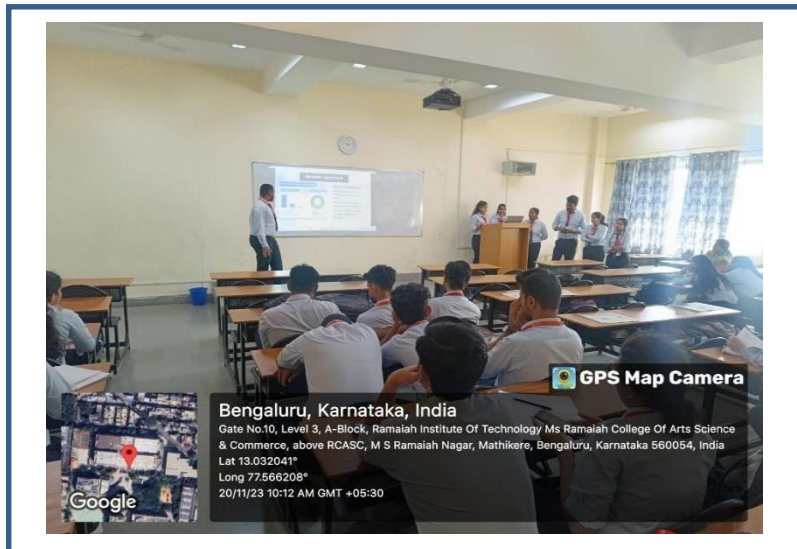 GPS Map Camera
Bengaluru, Karnataka, India
Gate No.10, Level 3, A-Block, Ramaiah Institute Of Technology Ms Ramaiah College Of Arts Science
& Commerce, above RCASC, M S Ramaiah Nagar, Mathikere, Bengaluru, Karnataka 560054, India
Lat 13.032041°
Long 77.566208°
20/11/23 10:12 AM GMT +05:30
Google